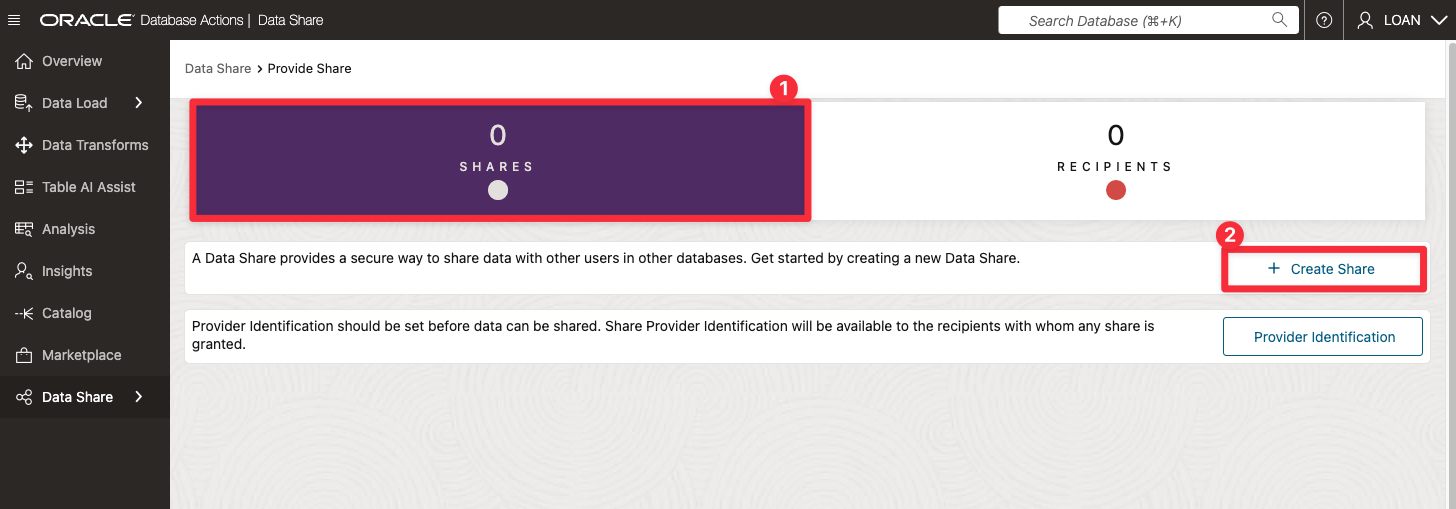 ORACLE Database Actions | Data Share
Search Database (⌘+K)
LOAN
Overview
Data Load
Data Transforms
Table AI Assist
Analysis
Insights
Catalog
Marketplace
Data Share
Data Share > Provide Share
1
0
SHARES
0
RECIPIENTS
2
A Data Share provides a secure way to share data with other users in other databases. Get started by creating a new Data Share.
+ Create Share
Provider Identification should be set before data can be shared. Share Provider Identification will be available to the recipients with whom any share is
granted.
Provider Identification